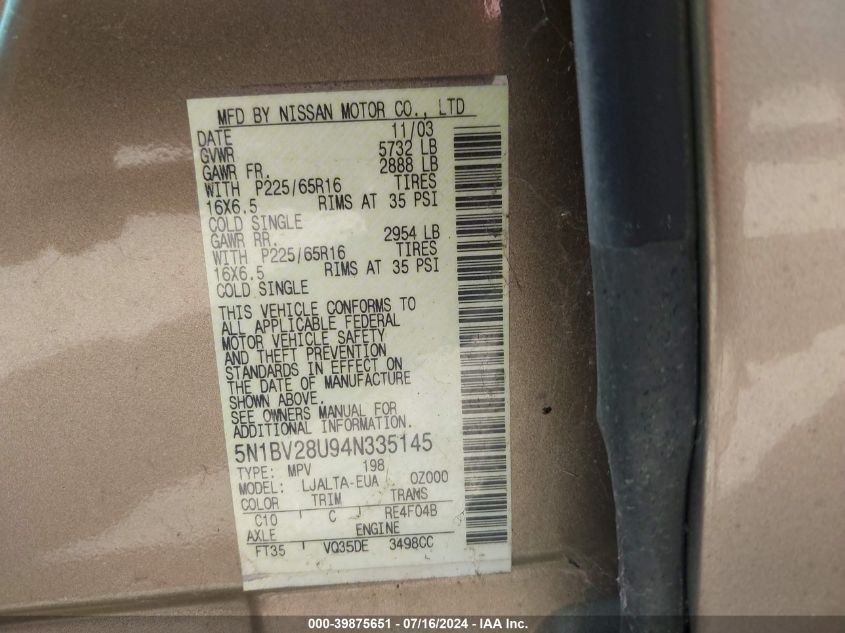 MFD BY NISSAN MOTOR CO., LTD
DATE 11/03
GVWR 5732 LB
GAWR FR. 2888 LB
WITH P225/65R16 TIRES
16X6.5 RIMS AT 35 PSI
COLD SINGLE
GAWR RR. 2954 LB
WITH P225/65R16 TIRES
16X6.5 RIMS AT 35 PSI
COLD SINGLE
THIS VEHICLE CONFORMS TO
ALL APPLICABLE FEDERAL
MOTOR VEHICLE SAFETY
AND THEFT PREVENTION
STANDARDS IN EFFECT ON
THE DATE OF MANUFACTURE
SHOWN ABOVE.
SEE OWNERS MANUAL FOR
ADDITIONAL INFORMATION
5N1BV28U94N335145
TYPE: MPV 198
MODEL: LJALTA-EUA 0Z000
COLOR TRIM TRANS
C10 C RE4F04B
AXLE ENGINE
FT35 VQ35DE 3498CC
000-39875651 - 07/16/2024 - IAA Inc.